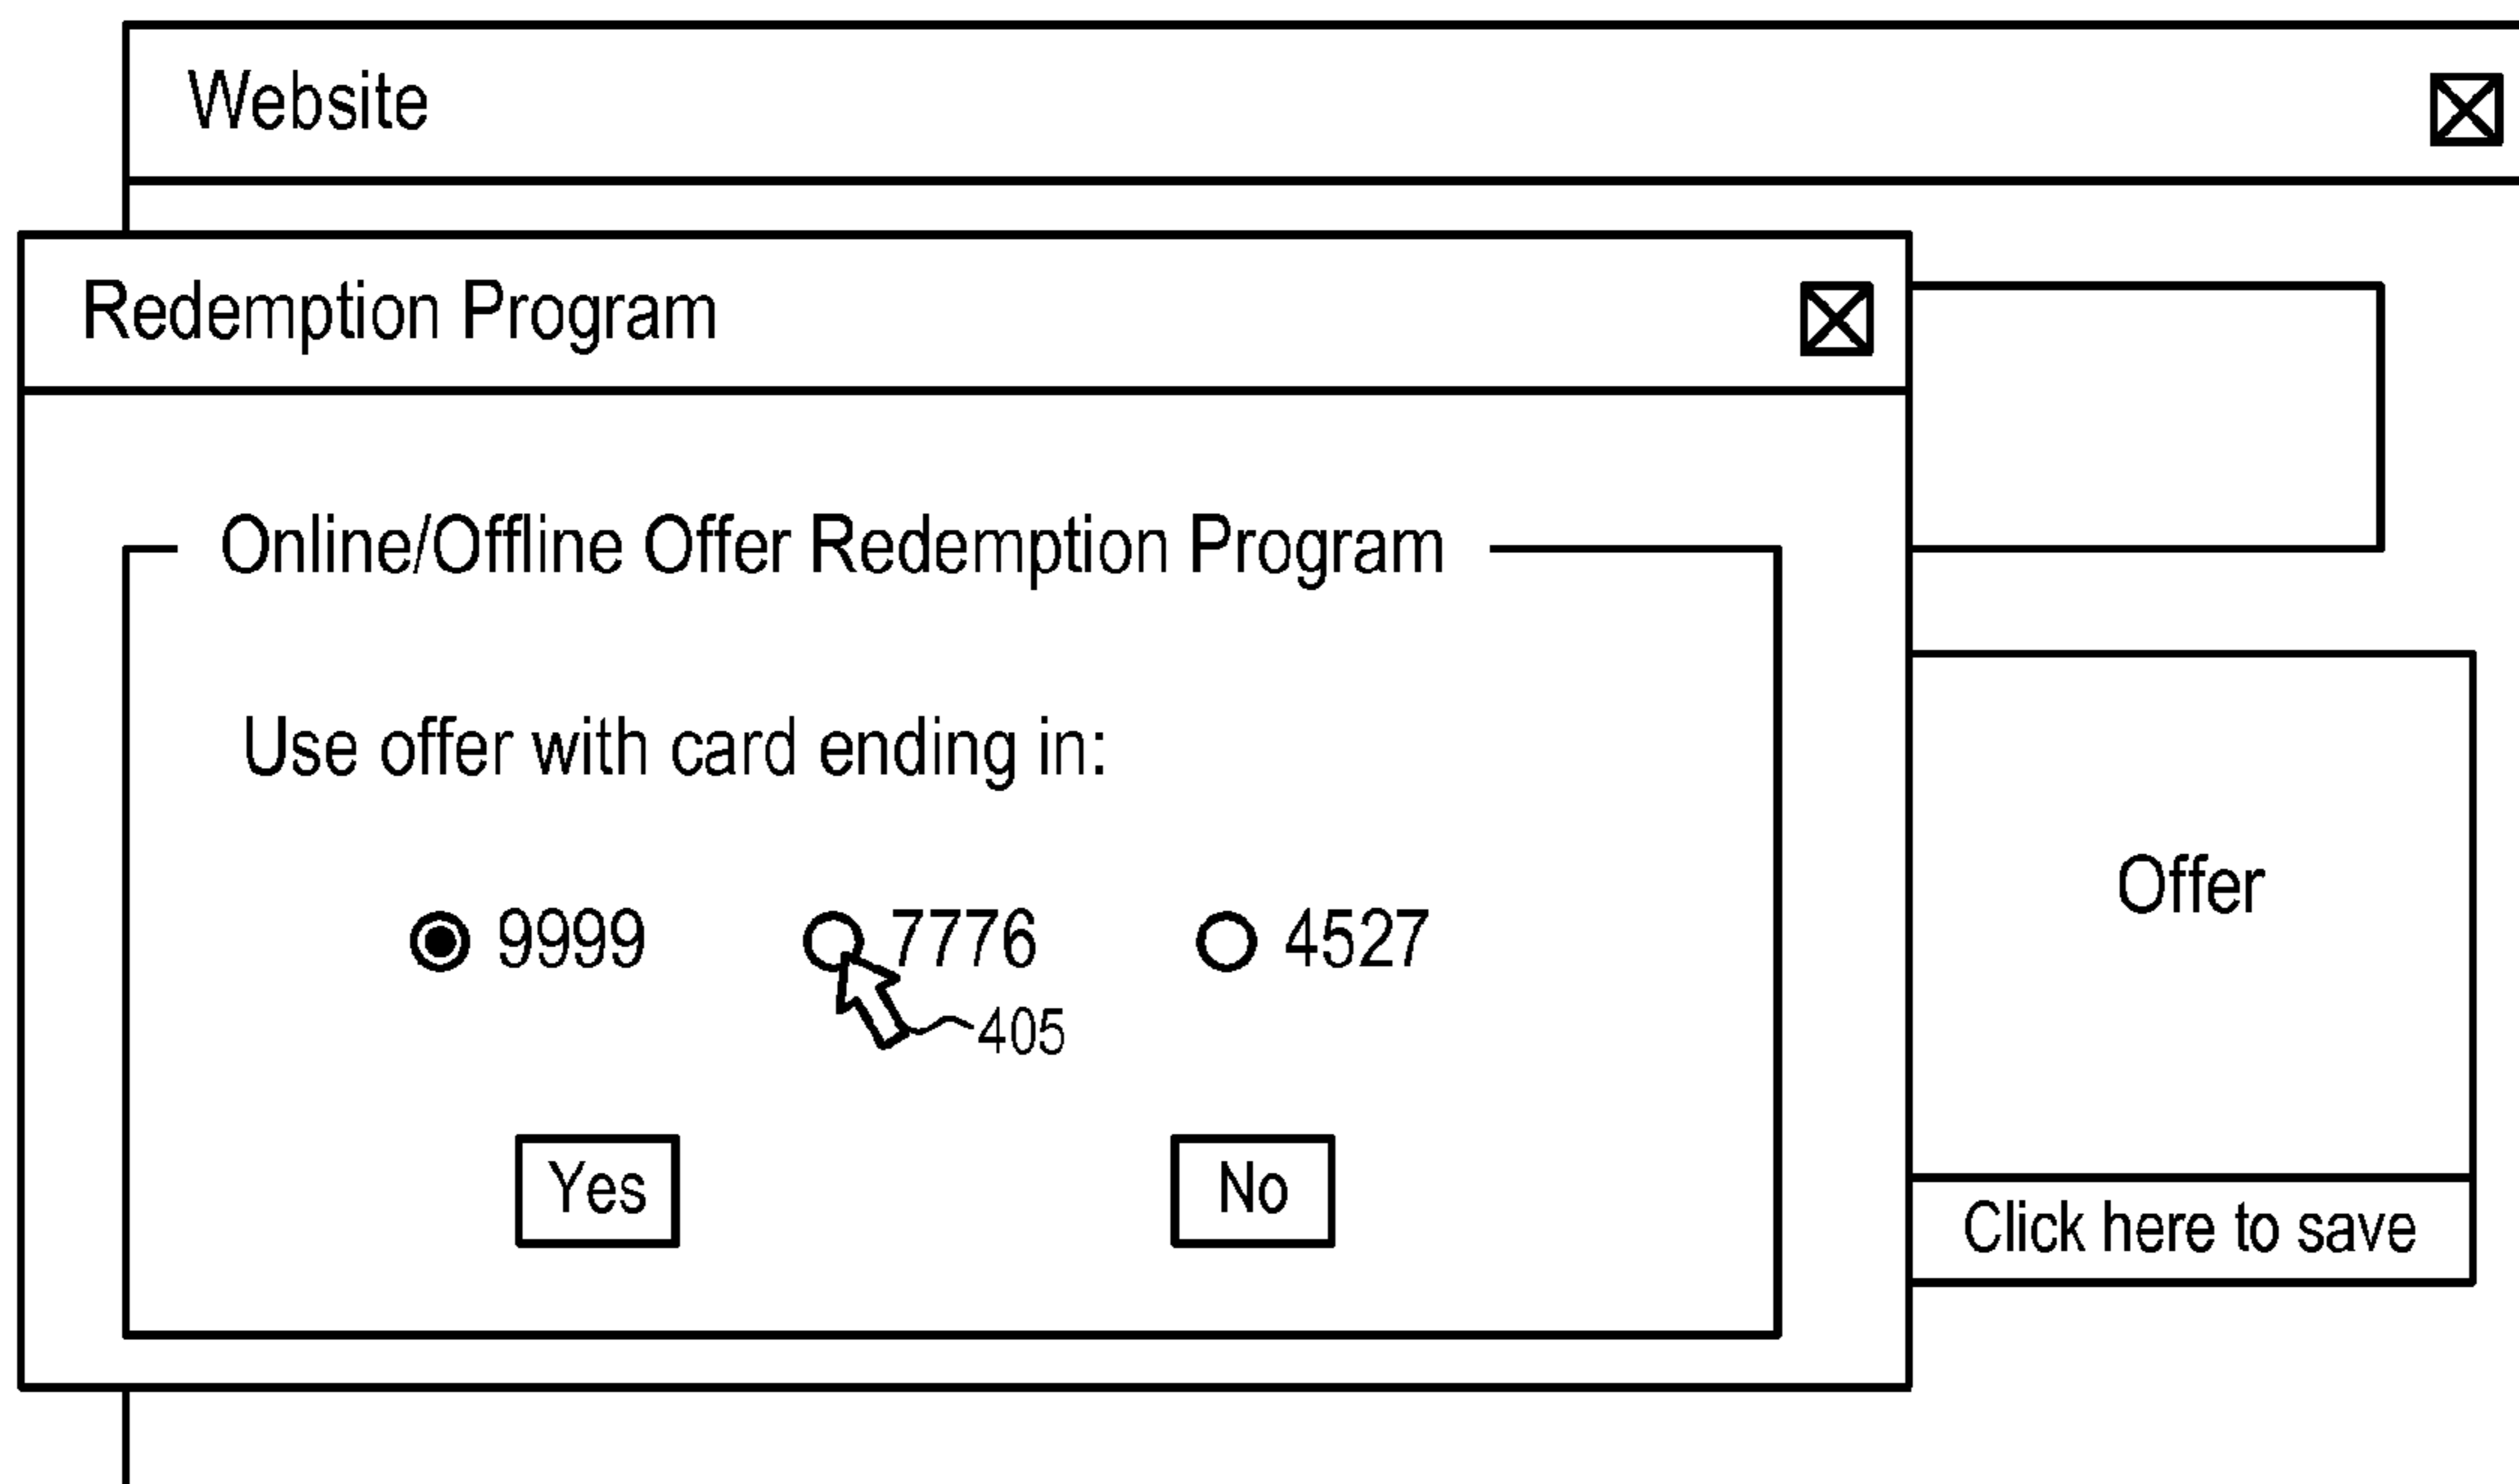 Website
Redemption Program
Online/Offline Offer Redemption Program
Use offer with card ending in:
9999 7776 4527
405
Yes No
Offer
Click here to save